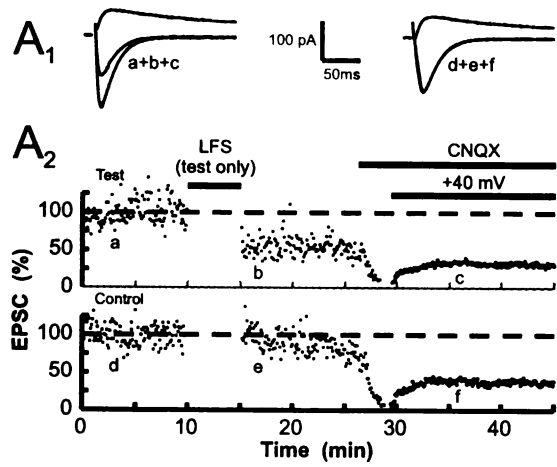 A1
a+b+c
100 pA
50ms
d+e+f
A2
LFS
(test only)
CNQX
+40 mV
Test
100
50
0
a
b
c
Control
100
50
0
d
e
f
EPSC (%)
0
10
20
30
40
Time (min)